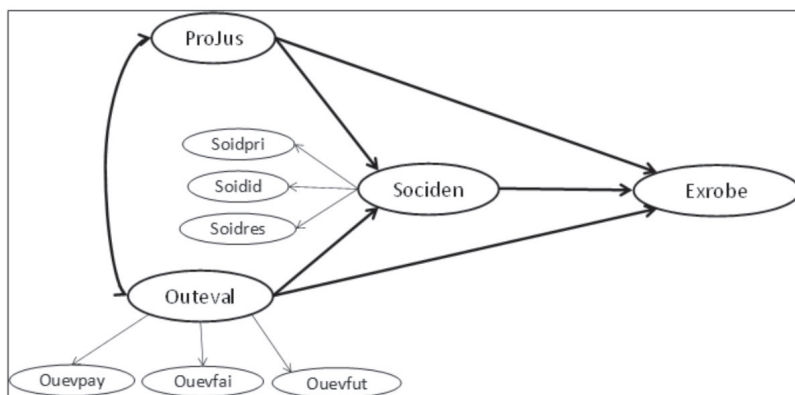 ProJus
Soidpri
Soidid
Sociden
Exrobe
Soidres
Outeval
Ouevpay
Ouevfai
Ouevfut